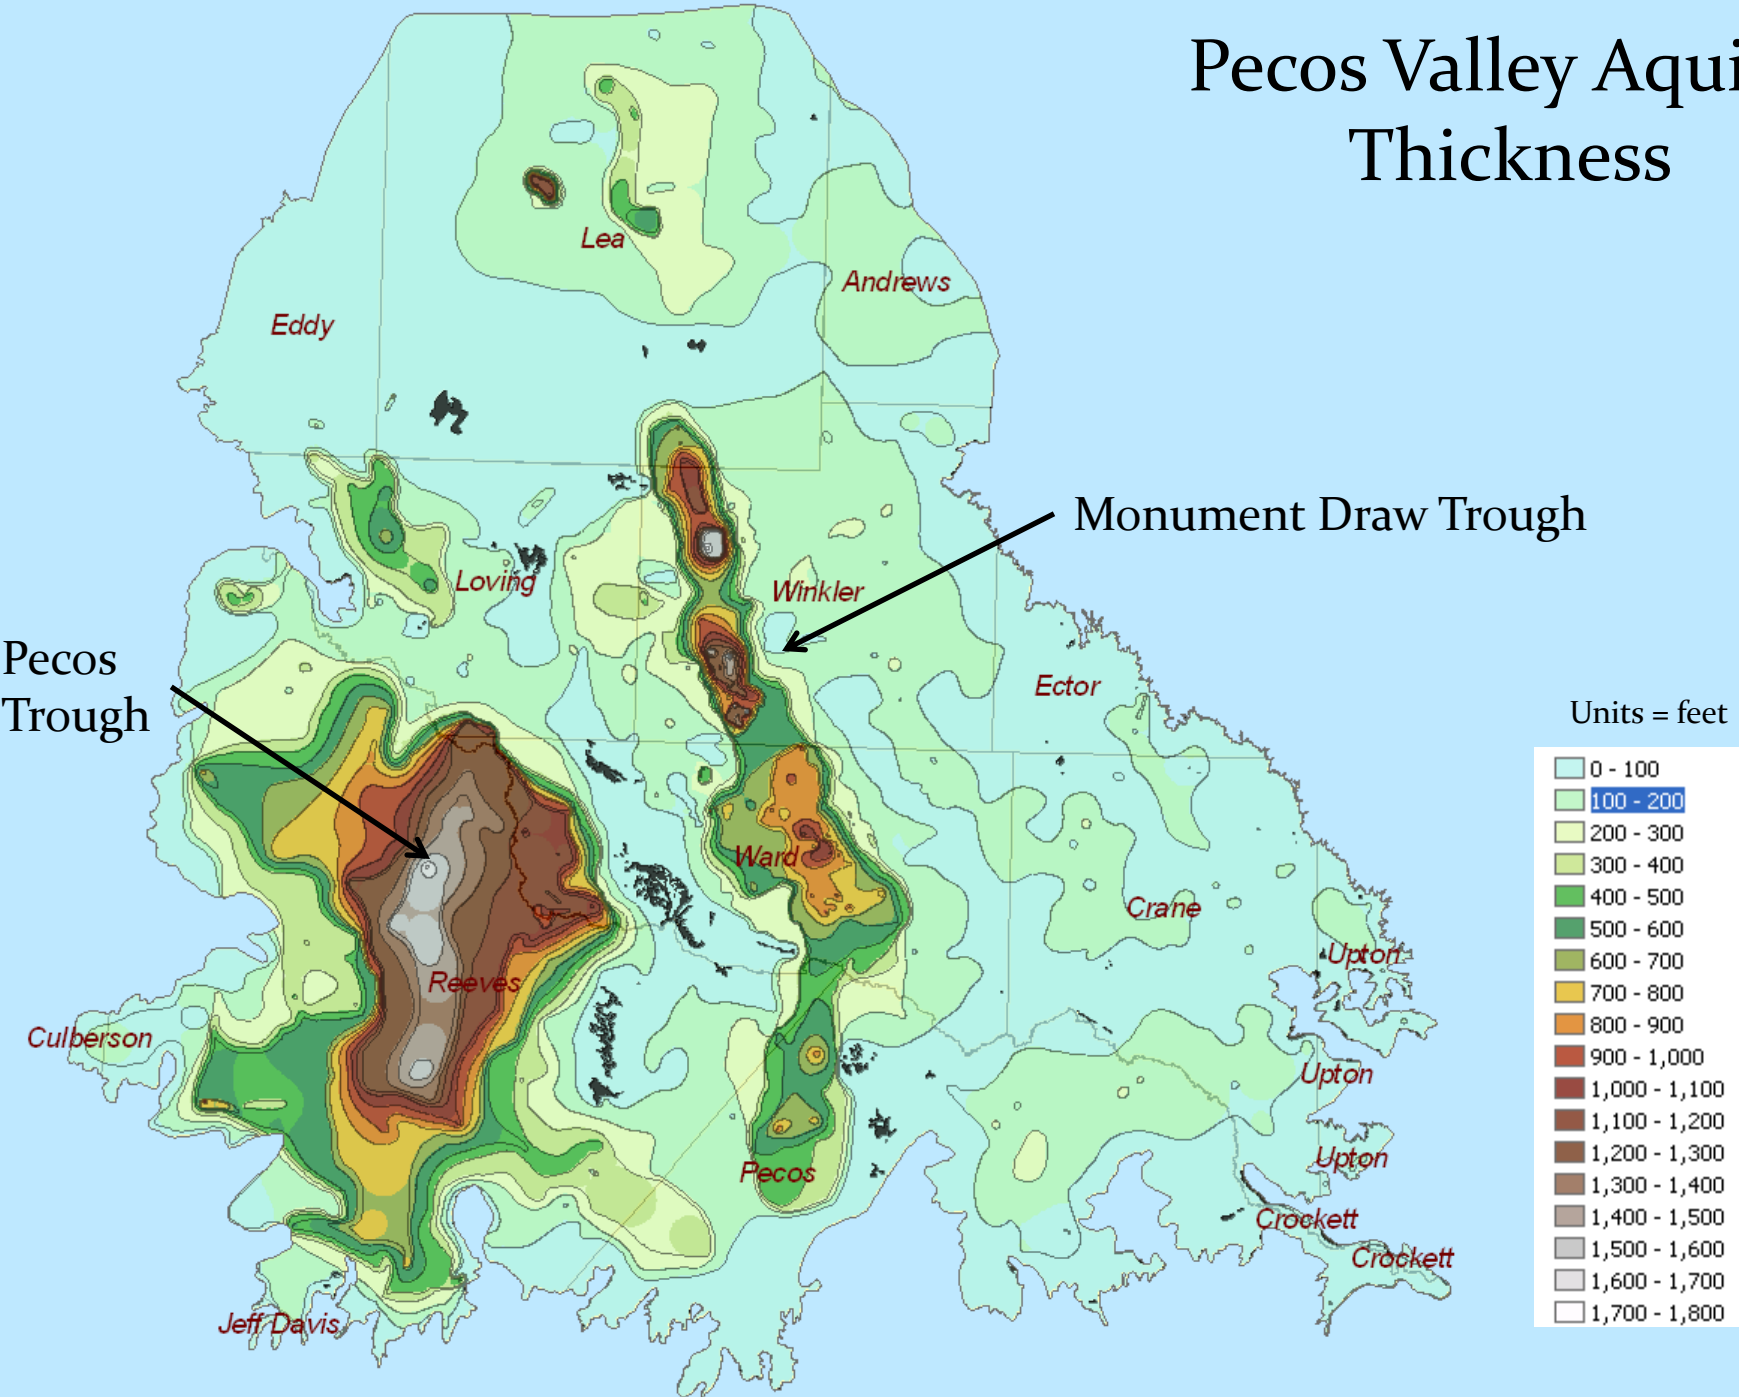 Pecos Valley Aqui
Thickness
Lea
Andrews
Eddy
Monument Draw Trough
Loving
Winkler
Pecos
Trough
Ector
Units = feet
0 - 100
100 - 200
200 - 300
300 - 400
400 - 500
500 - 600
600 - 700
700 - 800
800 - 900
900 - 1,000
1,000 - 1,100
1,100 - 1,200
1,200 - 1,300
1,300 - 1,400
1,400 - 1,500
1,500 - 1,600
1,600 - 1,700
1,700 - 1,800
Ward
Crane
Upton
Reeves
Culberson
Upton
Upton
Pecos
Crockett
Crockett
Jeff Davis